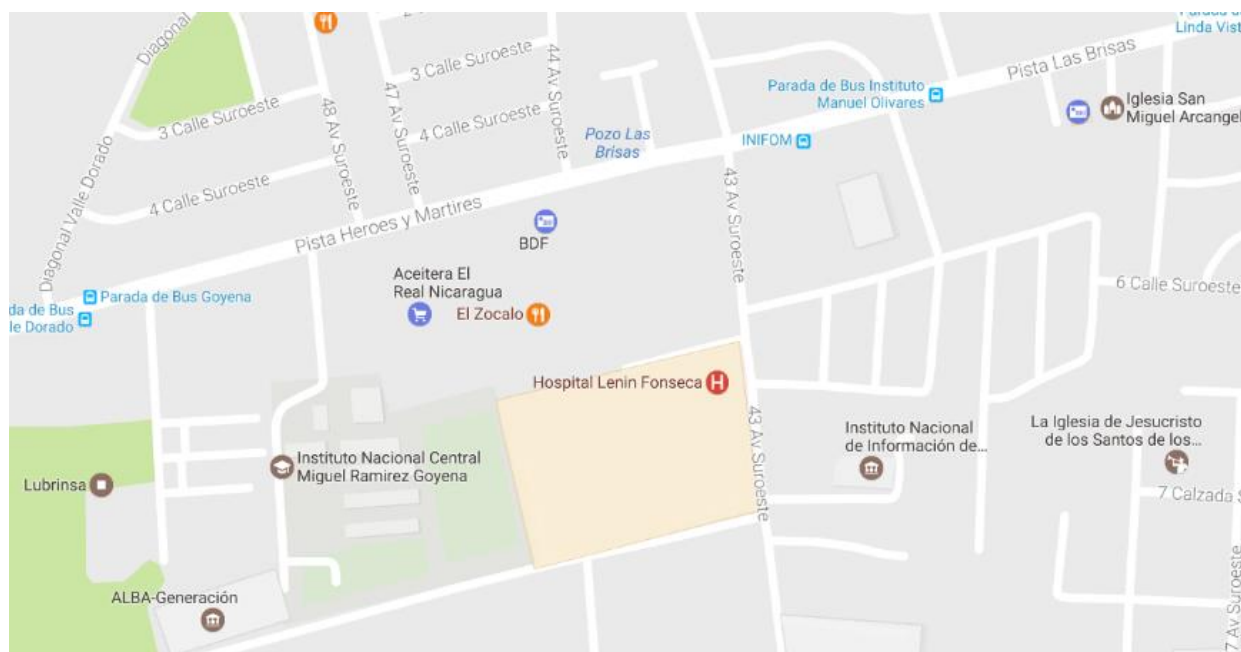 Diagonal
Parada de
Linda Vist
Pista Las Brisas
3 Calle Suroeste
44 Av Suroeste
47 Av Suroeste
48 Av Suroeste
3 Calle Suroeste
4 Calle Suroeste
Parada de Bus Instituto
Manuel Olivares
Iglesia San
Miguel Arcangel
Pozo Las
Brisas
INIFOM
4 Calle Suroeste
Diagonal Valle Dorado
43 Av Suroeste
Pista Heroes y Martires
BDF
Aceitera El
Real Nicaragua
El Zocalo
Parada de Bus Goyena
da de Bus
le Dorado
6 Calle Suroeste
Hospital Lenin Fonseca
43 Av Suroeste
Instituto Nacional
de Información de...
La Iglesia de Jesucristo
de los Santos de los...
Instituto Nacional Central
Miguel Ramirez Goyena
Lubrinsa
7 Calzada S
ALBA-Generación
7 Av Suroeste